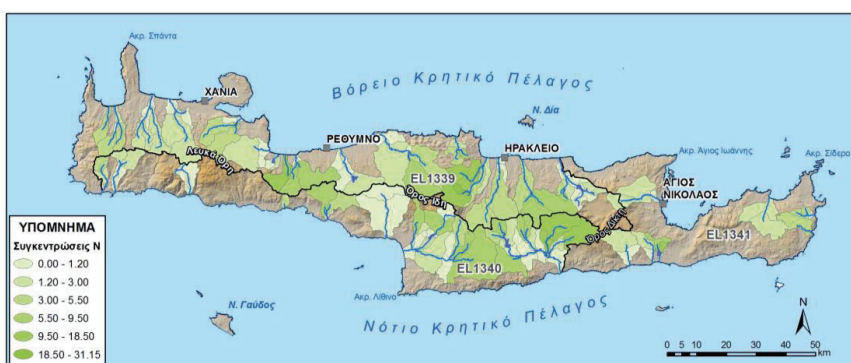 Ακρ. Σπάντα
ΧΑΝΙΑ
Βόρειο Κρητικό Πέλαγος
Ν. Δία
ΡΕΘΥΜΝΟ
ΗΡΑΚΛΕΙΟ
Ακρ. Άγιος Ιωάννης
Ακρ. Σίδερο
Λευκά Όρη
EL1339
ΑΓΙΟΣ
ΝΙΚΟΛΑΟΣ
Όρος Ίδη
Όρος Δίκτη
EL1341
EL1340
ΥΠΟΜΝΗΜΑ
Συγκεντρώσεις Ν
0.00 - 1.20
1.20 - 3.00
3.00 - 5.50
5.50 - 9.50
9.50 - 18.50
18.50 - 31.15
Ν. Γαύδος
Ακρ. Λίθινο
Νότιο Κρητικό Πέλαγος
N
0 5 10 20 30 40 50
km